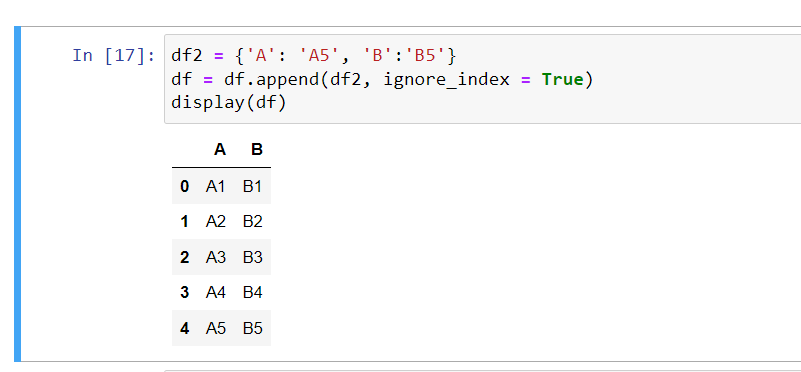 In [17]: df2 = {'A': 'A5', 'B':'B5'}
df = df.append(df2, ignore_index = True)
display(df)
A B
0 A1 B1
1 A2 B2
2 A3 B3
3 A4 B4
4 A5 B5